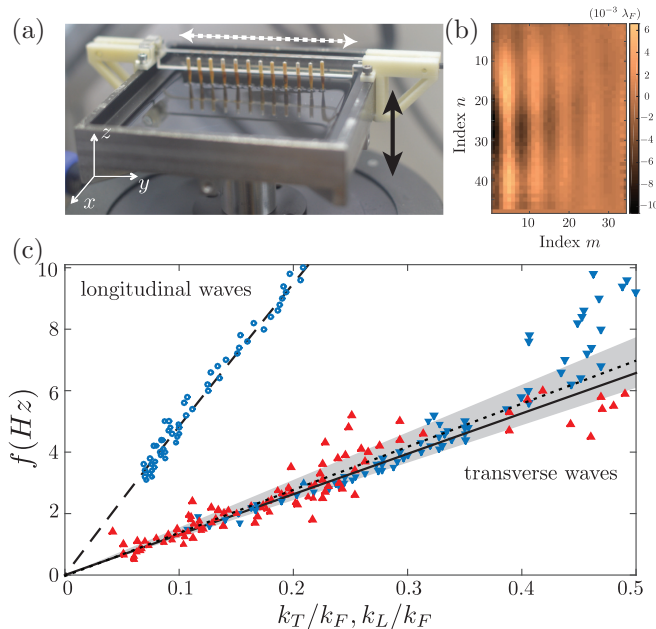 (a)
z
y
x
(b)
(10⁻³ λ_F)
6
4
2
0
-2
-4
-6
-8
-10
Index n
10
20
30
40
10 20 30
Index m
(c)
longitudinal waves
transverse waves
f(Hz)
10
8
6
4
2
0
0 0.1 0.2 0.3 0.4 0.5
k_T/k_F, k_L/k_F